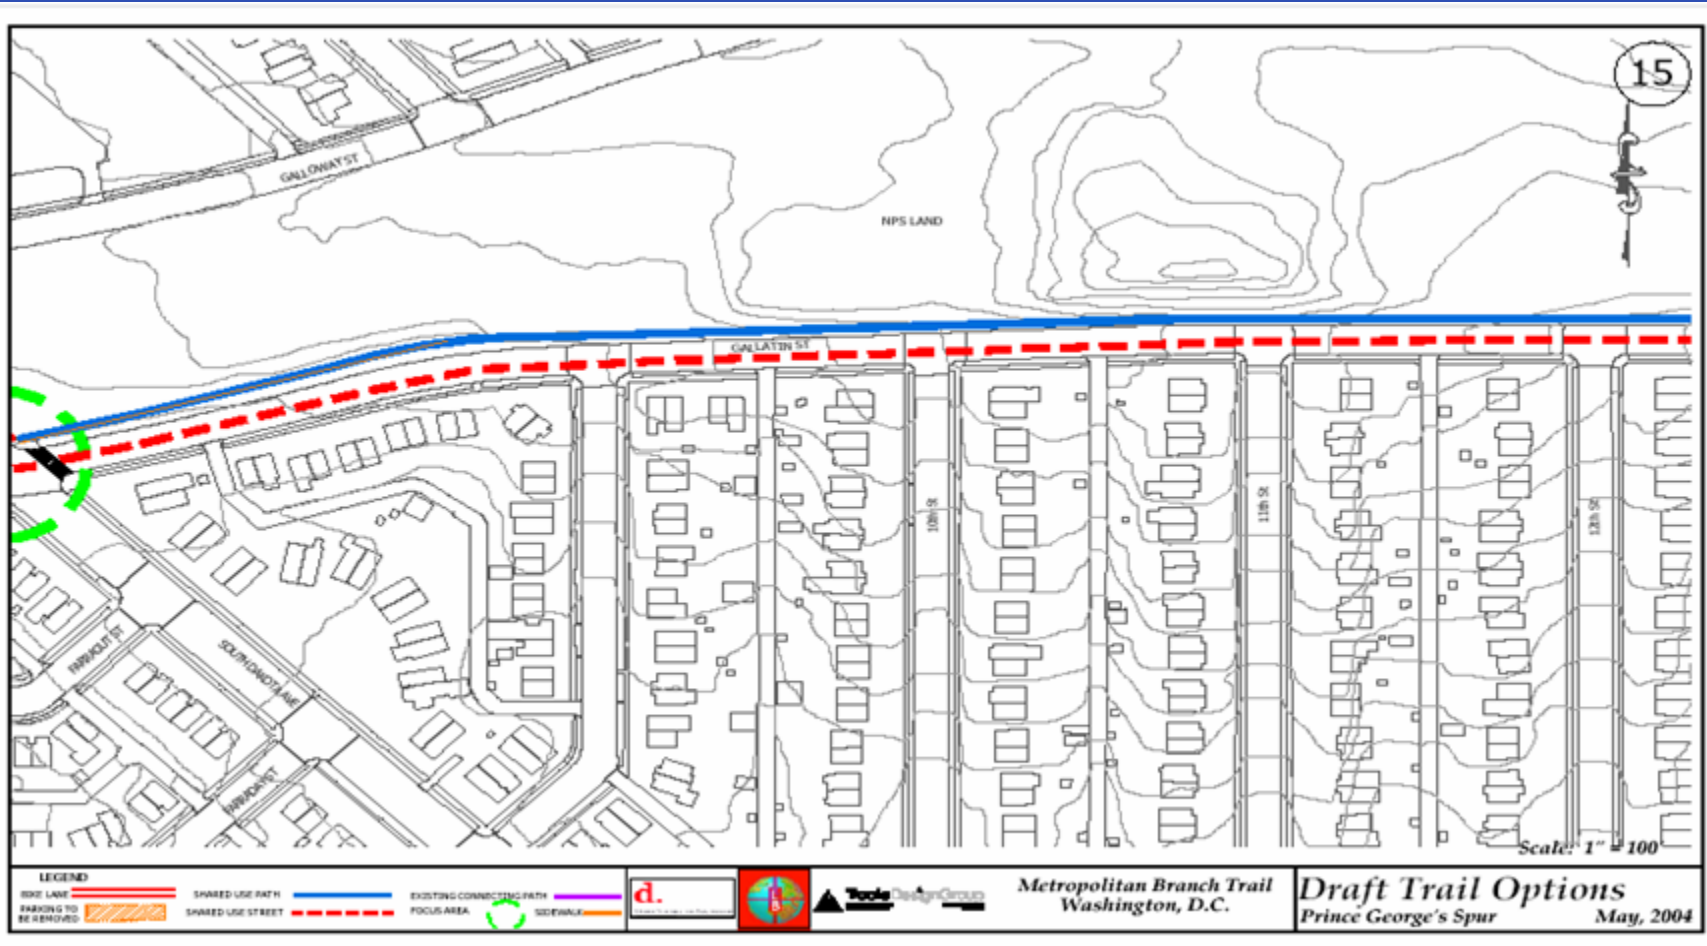 15
GALLOWAY ST
NPS LAND
GALLATIN ST
10th St
11th St
12th St
SOUTH DAKOTA AVE
FARADAY ST
Scale: 1" = 100'
LEGEND
BIKE LANE
SHARED USE PATH
EXISTING CONNECTING PATH
PARKING TO
BE REMOVED
SHARED USE STREET
FOCUS AREA
SIDEWALK
d.
TooleDesignGroup
Metropolitan Branch Trail
Washington, D.C.
Draft Trail Options
Prince George's Spur
May, 2004